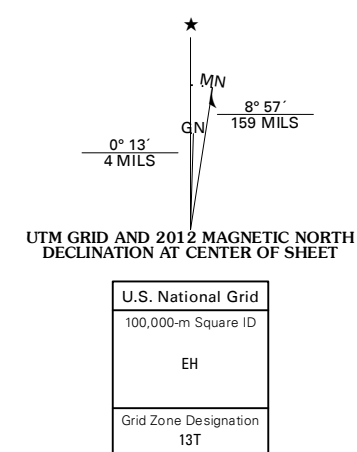 ★
MN
GN
8° 57´
159 MILS
0° 13´
4 MILS
UTM GRID AND 2012 MAGNETIC NORTH
DECLINATION AT CENTER OF SHEET
U.S. National Grid
100,000-m Square ID
EH
Grid Zone Designation
13T